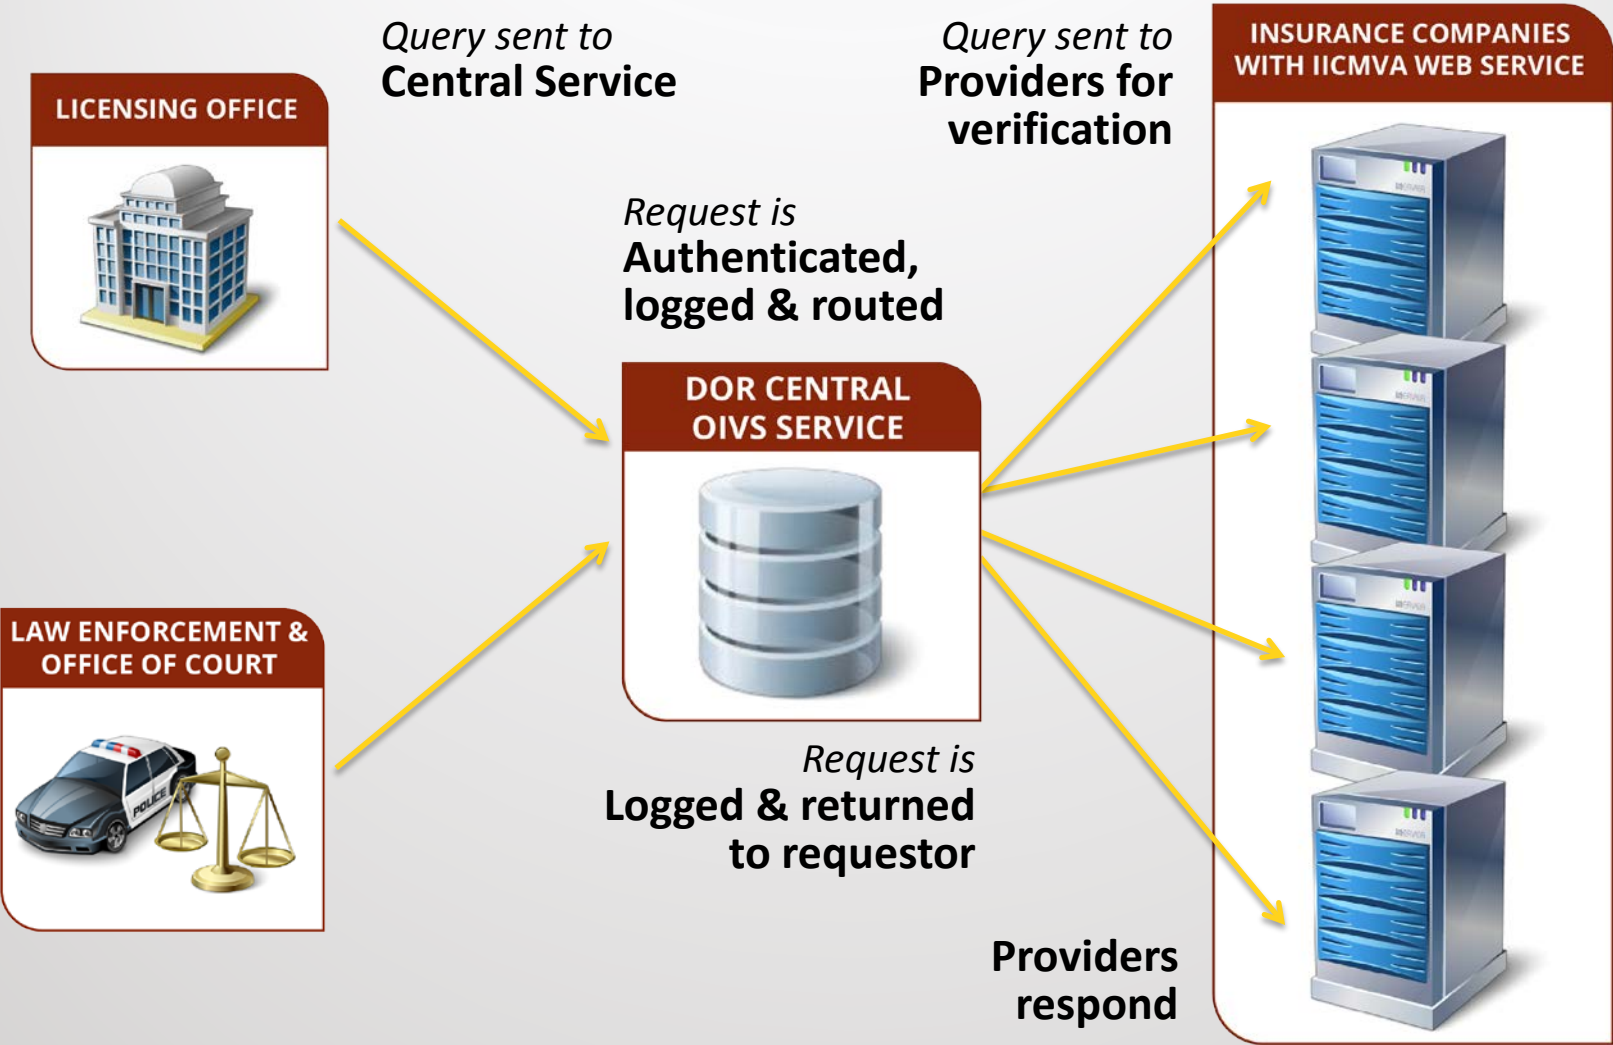 Query sent to
Central Service
Query sent to
Providers for
verification
INSURANCE COMPANIES
WITH IICMVA WEB SERVICE
LICENSING OFFICE
Request is
Authenticated,
logged & routed
DOR CENTRAL
OIVS SERVICE
LAW ENFORCEMENT &
OFFICE OF COURT
POLICE
Request is
Logged & returned
to requestor
Providers
respond